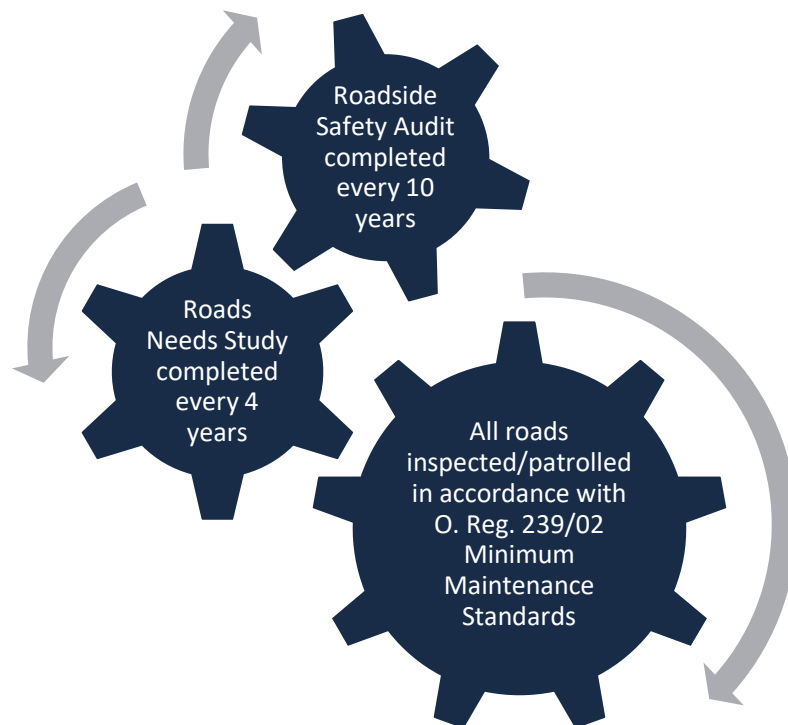 Roadside
Safety Audit
completed
every 10
years
Roads
Needs Study
completed
every 4
years
All roads
inspected/patrolled
in accordance with
O. Reg. 239/02
Minimum
Maintenance
Standards